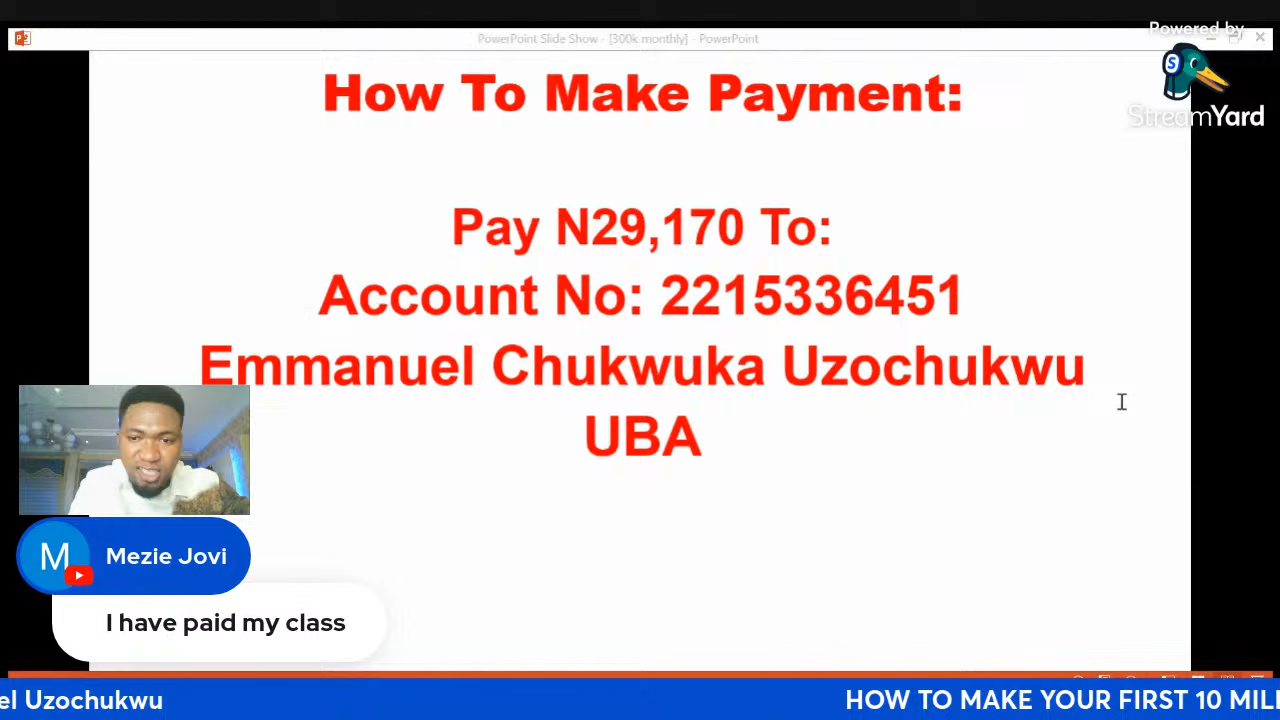 PowerPoint Slide Show - [300k monthly] - PowerPoint
Powered by
S
StreamYard
How To Make Payment:
Pay N29,170 To:
Account No: 2215336451
Emmanuel Chukwuka Uzochukwu
UBA
M
Mezie Jovi
I have paid my class
el Uzochukwu
HOW TO MAKE YOUR FIRST 10 MIL